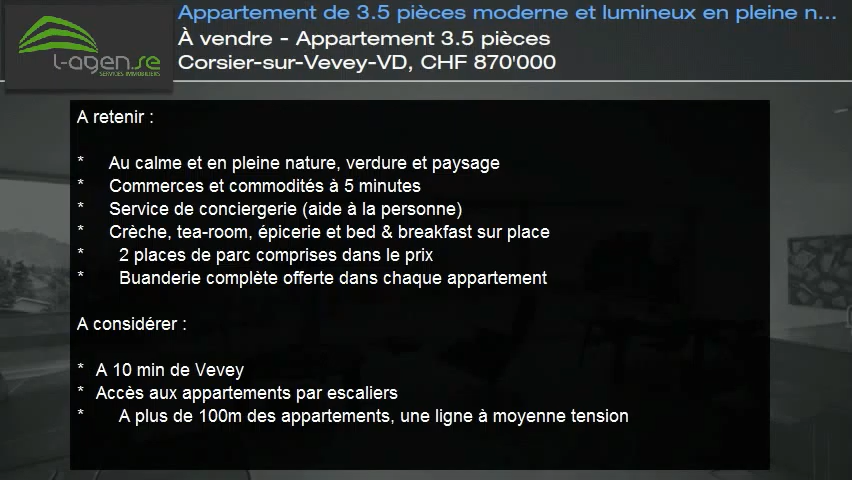 Appartement de 3.5 pièces moderne et lumineux en pleine n...
À vendre - Appartement 3.5 pièces
Corsier-sur-Vevey-VD, CHF 870'000
l-agence
SERVICES IMMOBILIERS
A retenir :
* Au calme et en pleine nature, verdure et paysage
* Commerces et commodités à 5 minutes
* Service de conciergerie (aide à la personne)
* Crèche, tea-room, épicerie et bed & breakfast sur place
* 2 places de parc comprises dans le prix
* Buanderie complète offerte dans chaque appartement
A considérer :
* A 10 min de Vevey
* Accès aux appartements par escaliers
* A plus de 100m des appartements, une ligne à moyenne tension